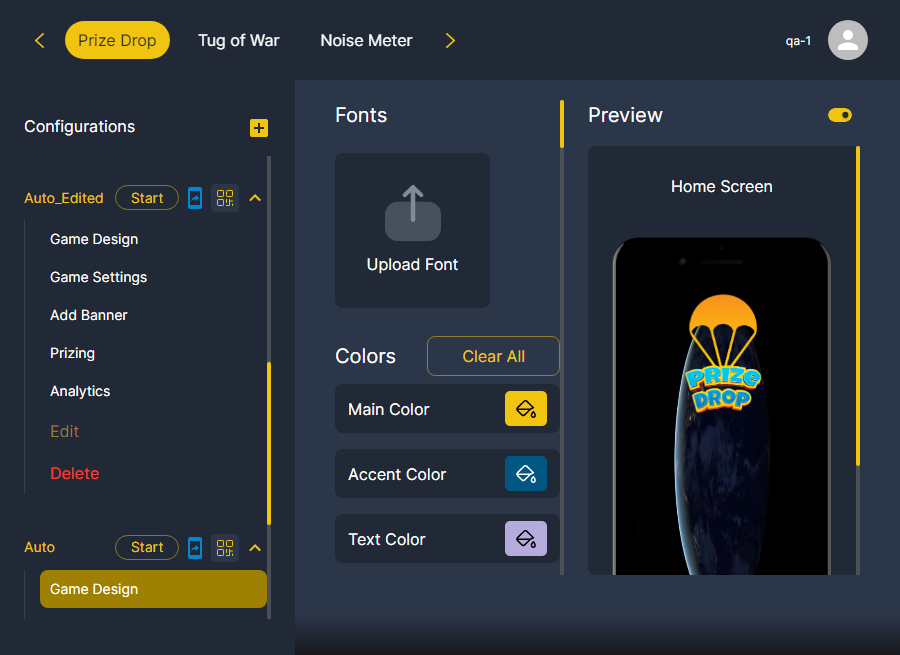 Prize Drop
Tug of War
Noise Meter
qa-1
Configurations
Auto_Edited
Start
Game Design
Game Settings
Add Banner
Prizing
Analytics
Edit
Delete
Auto
Start
Game Design
Fonts
Upload Font
Colors
Clear All
Main Color
Accent Color
Text Color
Preview
Home Screen
PRIZE
DROP